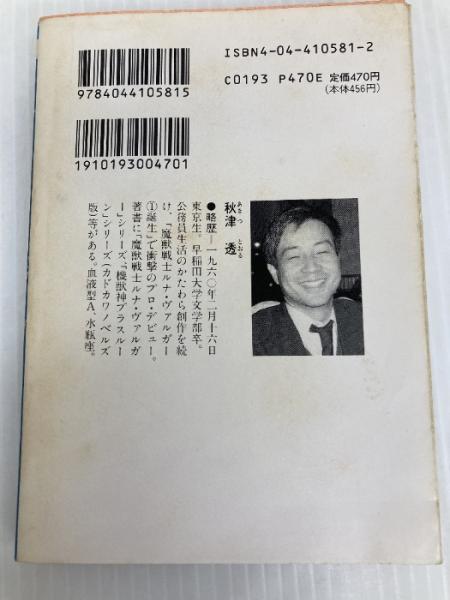 ISBN4-04-410581-2
C0193 P470E 定価470円
(本体456円)
9784044105815
1910193004701
秋津 透
あきつ とおる
●略歴―一九六〇年二月十六日
東京生。早稲田大学文学部卒。
公務員生活のかたわら創作を続
け、「魔獣戦士ルナ・ヴァルガー
①誕生」で衝撃のプロ・デビュー。
著書に「魔獣戦士ルナ・ヴァルガ
ー」シリーズ、「機獣神ブラスルー
ン」シリーズ(カドカワノベルズ
版)等がある。血液型A、水瓶座。